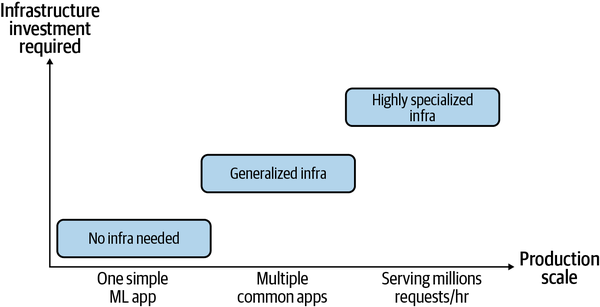 Infrastructure
investment
required
Highly specialized
infra
Generalized infra
No infra needed
One simple
ML app
Multiple
common apps
Serving millions
requests/hr
Production
scale